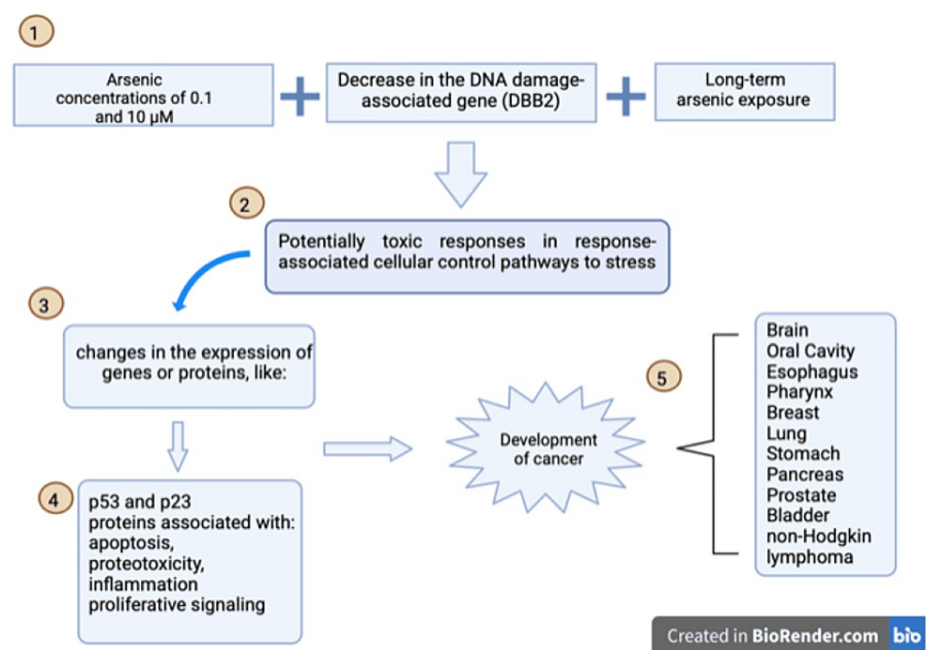 1
Arsenic
concentrations of 0.1
and 10 µM
Decrease in the DNA damage-
associated gene (DBB2)
Long-term
arsenic exposure
2
Potentially toxic responses in response-
associated cellular control pathways to stress
3
changes in the expression of
genes or proteins, like:
4
p53 and p23
proteins associated with:
apoptosis,
proteotoxicity,
inflammation
proliferative signaling
Development
of cancer
5
Brain
Oral Cavity
Esophagus
Pharynx
Breast
Lung
Stomach
Pancreas
Prostate
Bladder
non-Hodgkin
lymphoma
Created in BioRender.com bio